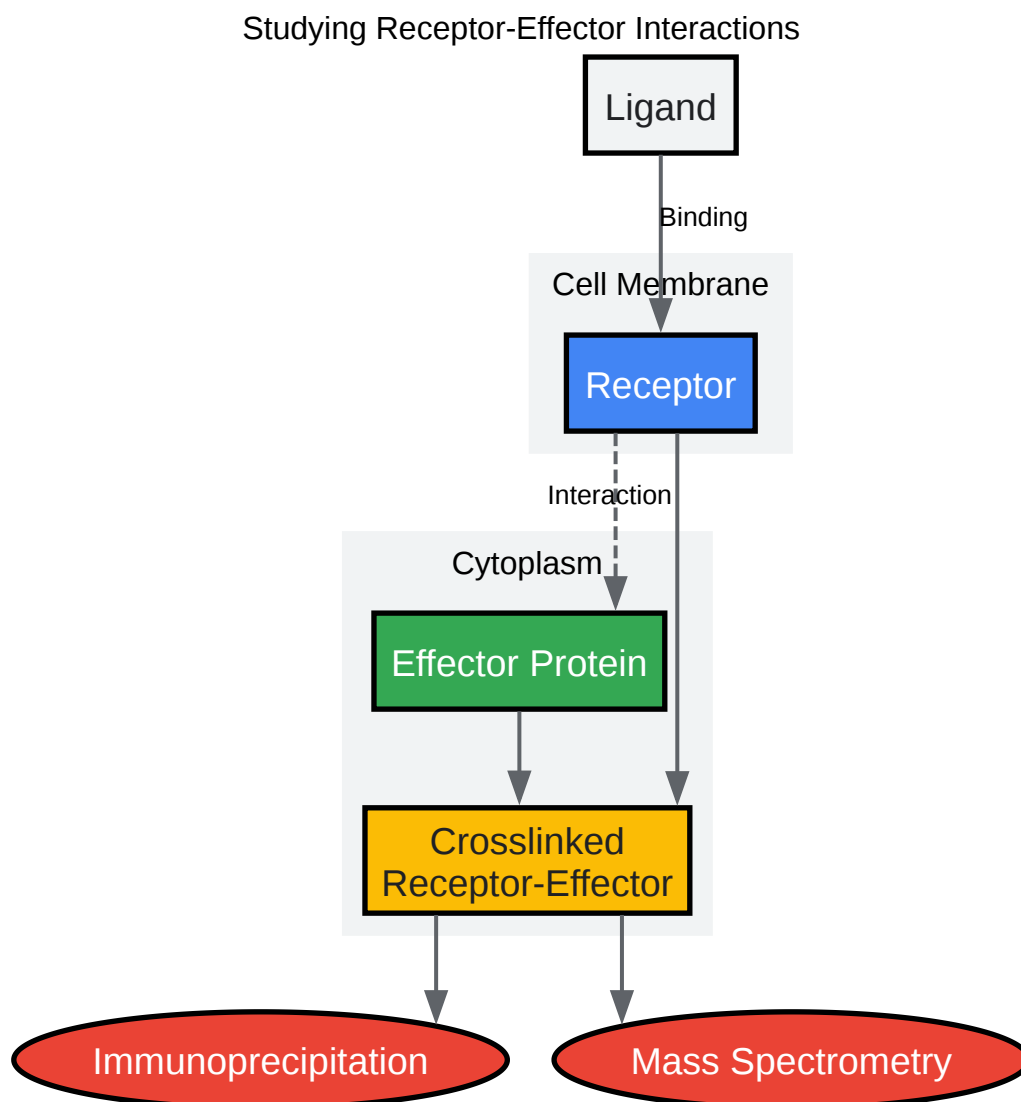 Studying Receptor-Effector Interactions
Ligand
Binding
Cell Membrane
Receptor
Interaction
Cytoplasm
Effector Protein
Crosslinked
Receptor-Effector
Immunoprecipitation
Mass Spectrometry